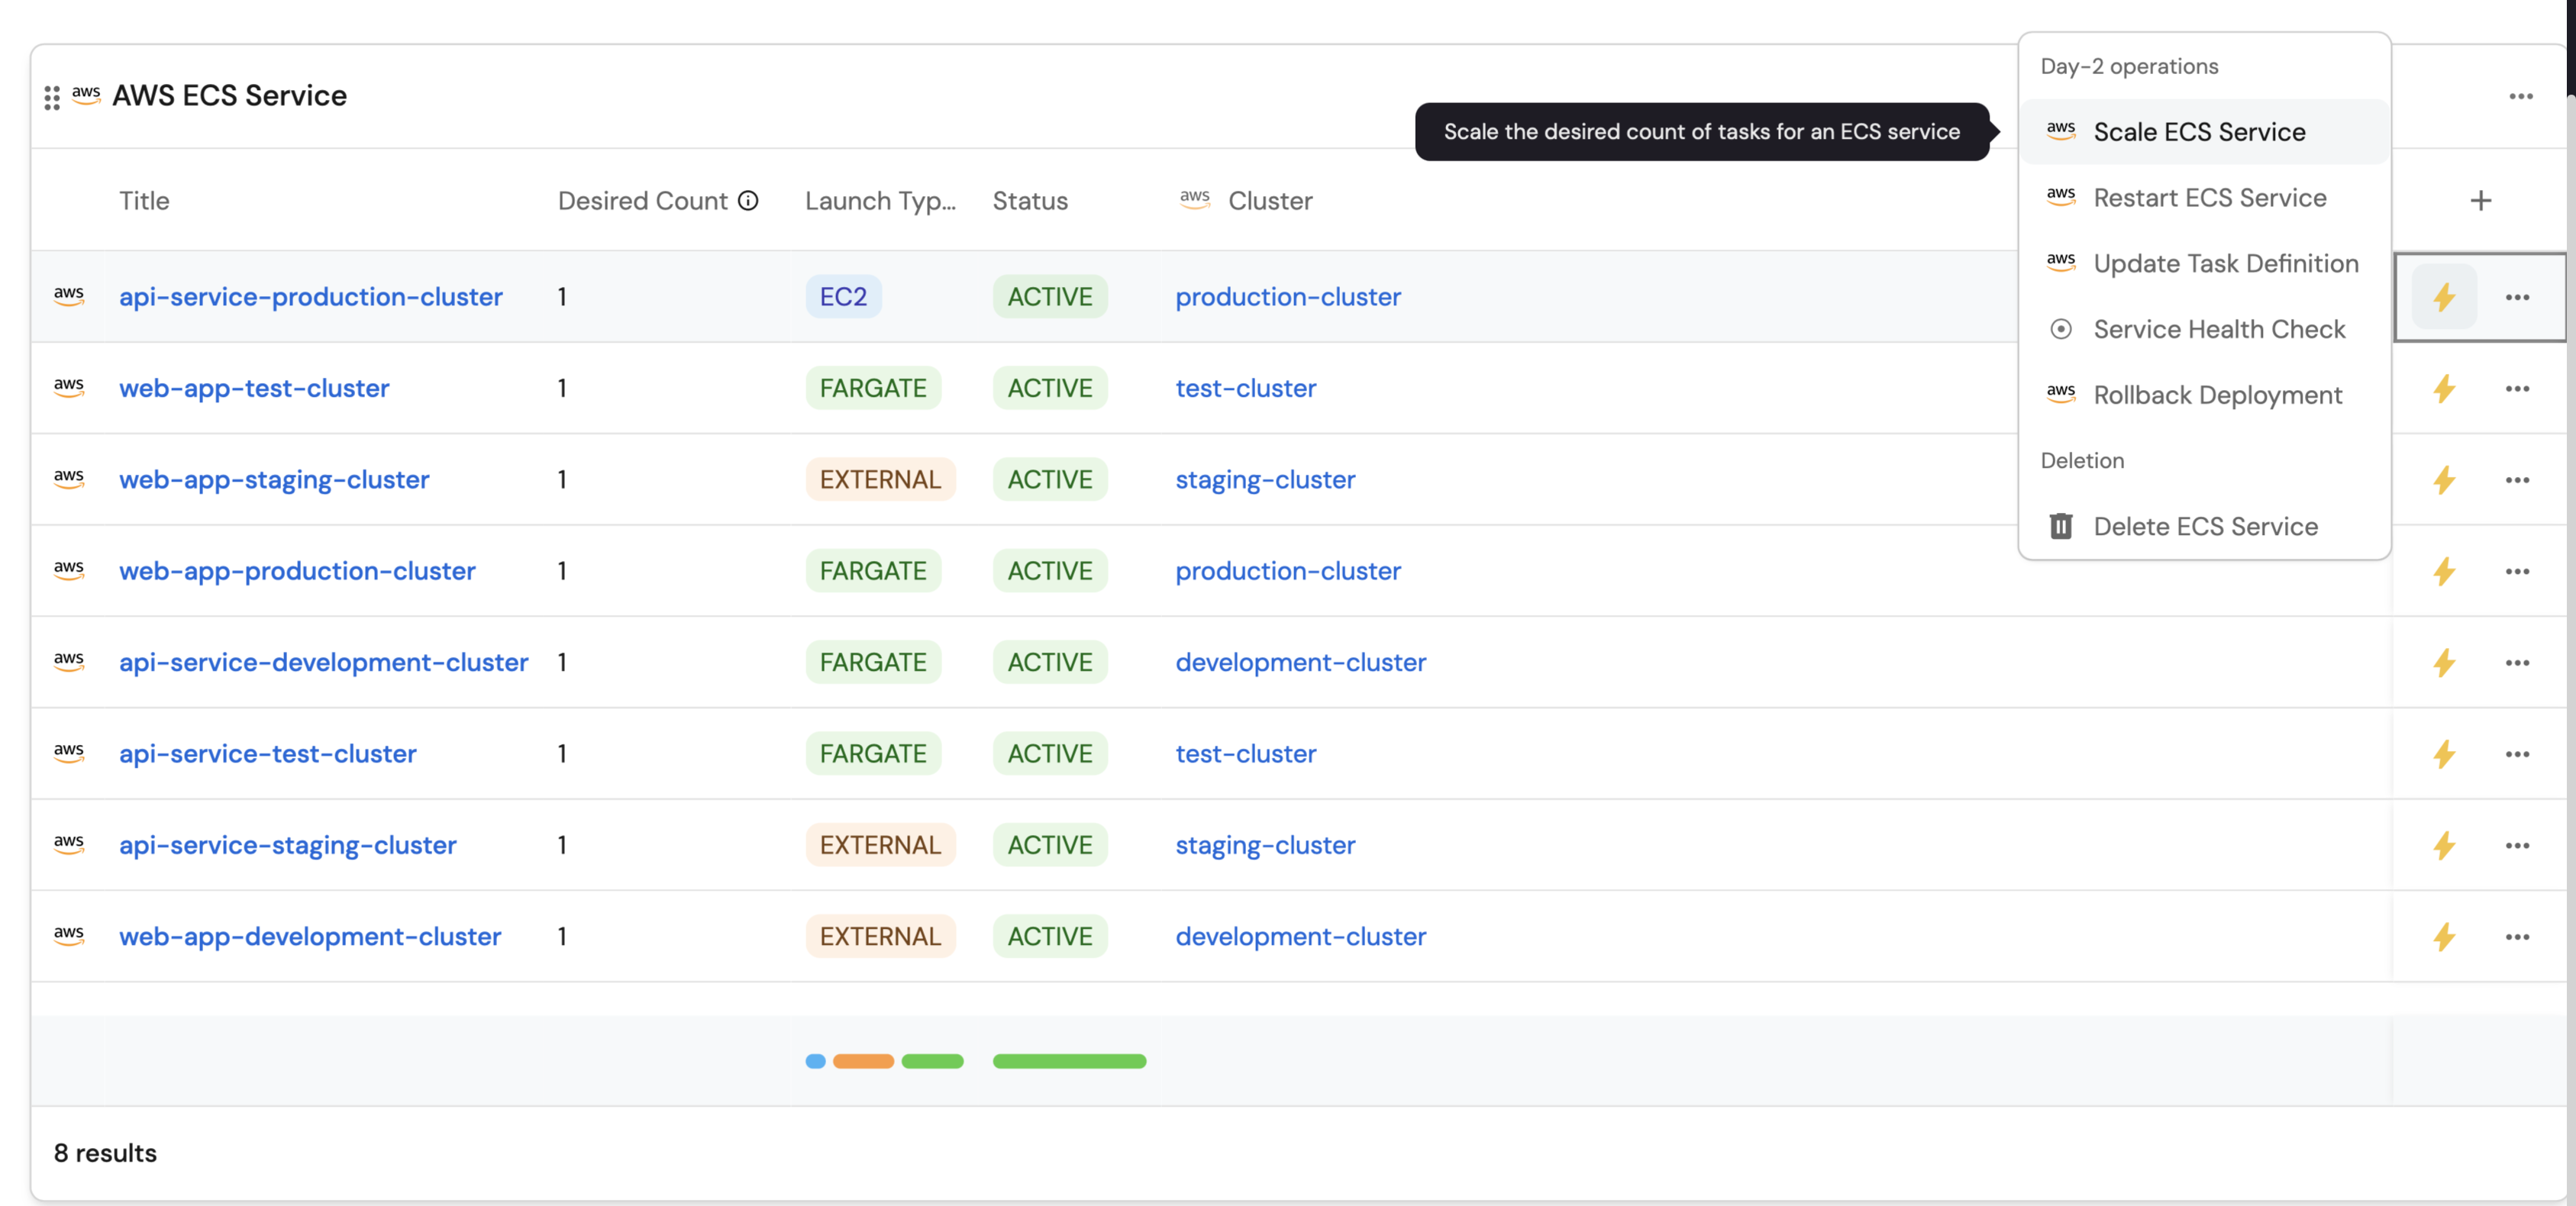 aws AWS ECS Service
Day-2 operations
Scale the desired count of tasks for an ECS service
aws Scale ECS Service
aws Restart ECS Service
aws Update Task Definition
Service Health Check
aws Rollback Deployment
Deletion
Delete ECS Service
Title Desired Count Launch Typ... Status aws Cluster
aws api-service-production-cluster 1 EC2 ACTIVE production-cluster
aws web-app-test-cluster 1 FARGATE ACTIVE test-cluster
aws web-app-staging-cluster 1 EXTERNAL ACTIVE staging-cluster
aws web-app-production-cluster 1 FARGATE ACTIVE production-cluster
aws api-service-development-cluster 1 FARGATE ACTIVE development-cluster
aws api-service-test-cluster 1 FARGATE ACTIVE test-cluster
aws api-service-staging-cluster 1 EXTERNAL ACTIVE staging-cluster
aws web-app-development-cluster 1 EXTERNAL ACTIVE development-cluster
8 results